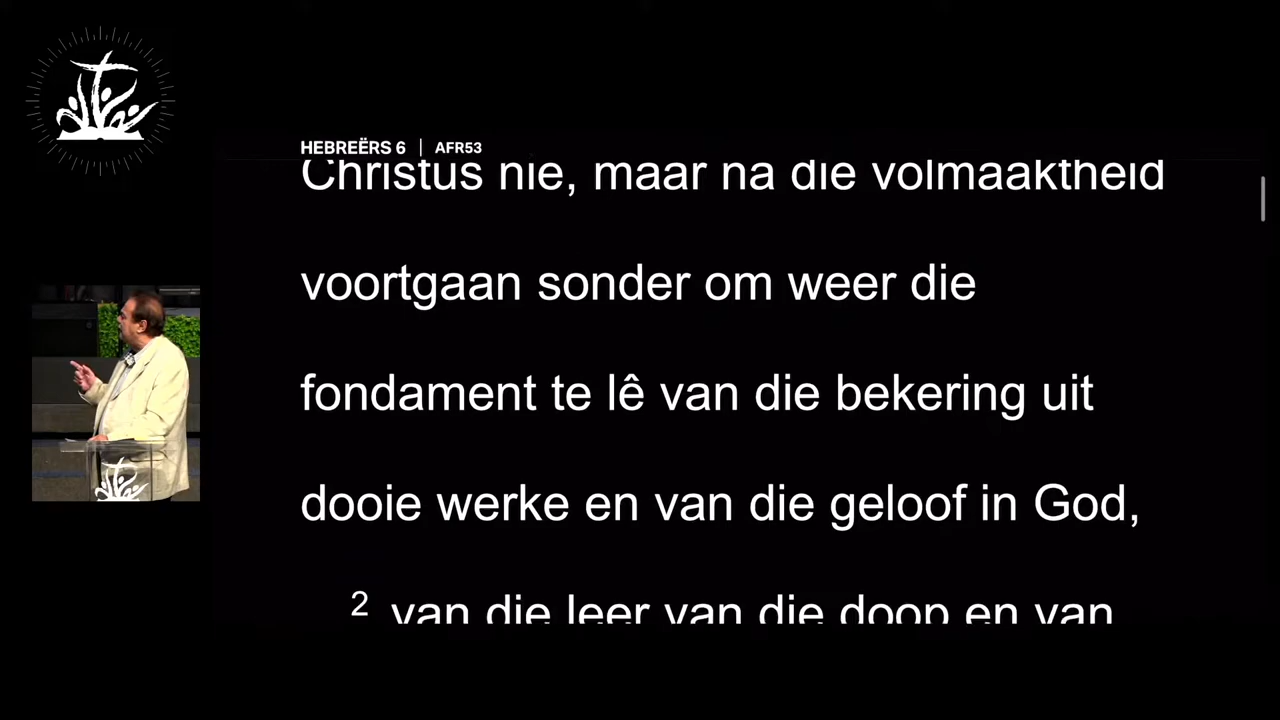 HEBREËRS 6 | AFR53
Christus nie, maar na die volmaaktheid
voortgaan sonder om weer die
fondament te lê van die bekering uit
dooie werke en van die geloof in God,
2 van die leer van die doop en van